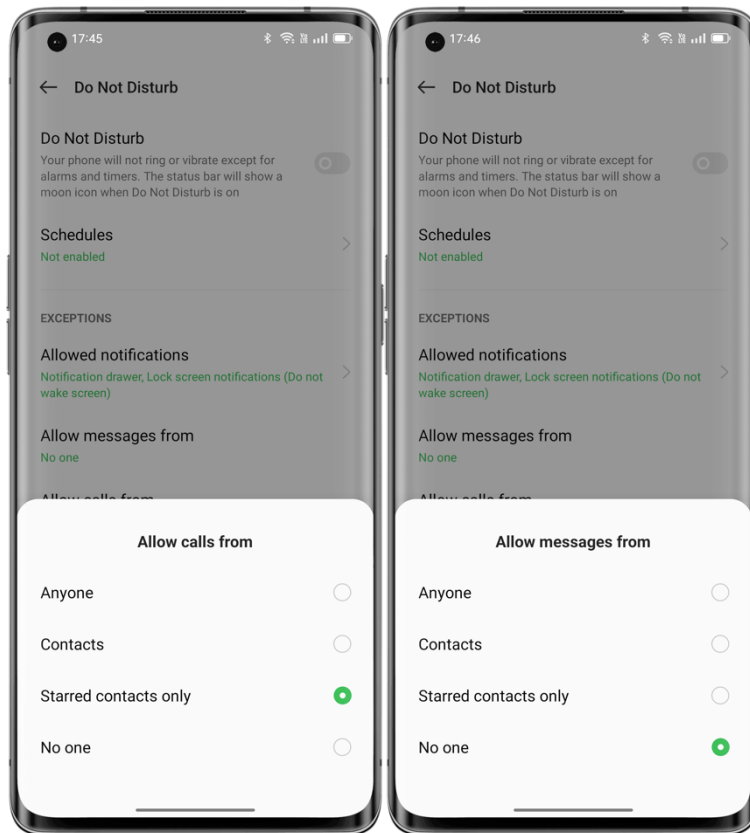 17:45
Do Not Disturb
Do Not Disturb
Your phone will not ring or vibrate except for
alarms and timers. The status bar will show a
moon icon when Do Not Disturb is on
Schedules
Not enabled
EXCEPTIONS
Allowed notifications
Notification drawer, Lock screen notifications (Do not
wake screen)
Allow messages from
No one
Allow calls from
Allow calls from
Anyone
Contacts
Starred contacts only
No one
17:46
Do Not Disturb
Do Not Disturb
Your phone will not ring or vibrate except for
alarms and timers. The status bar will show a
moon icon when Do Not Disturb is on
Schedules
Not enabled
EXCEPTIONS
Allowed notifications
Notification drawer, Lock screen notifications (Do not
wake screen)
Allow messages from
No one
Allow calls from
Allow messages from
Anyone
Contacts
Starred contacts only
No one